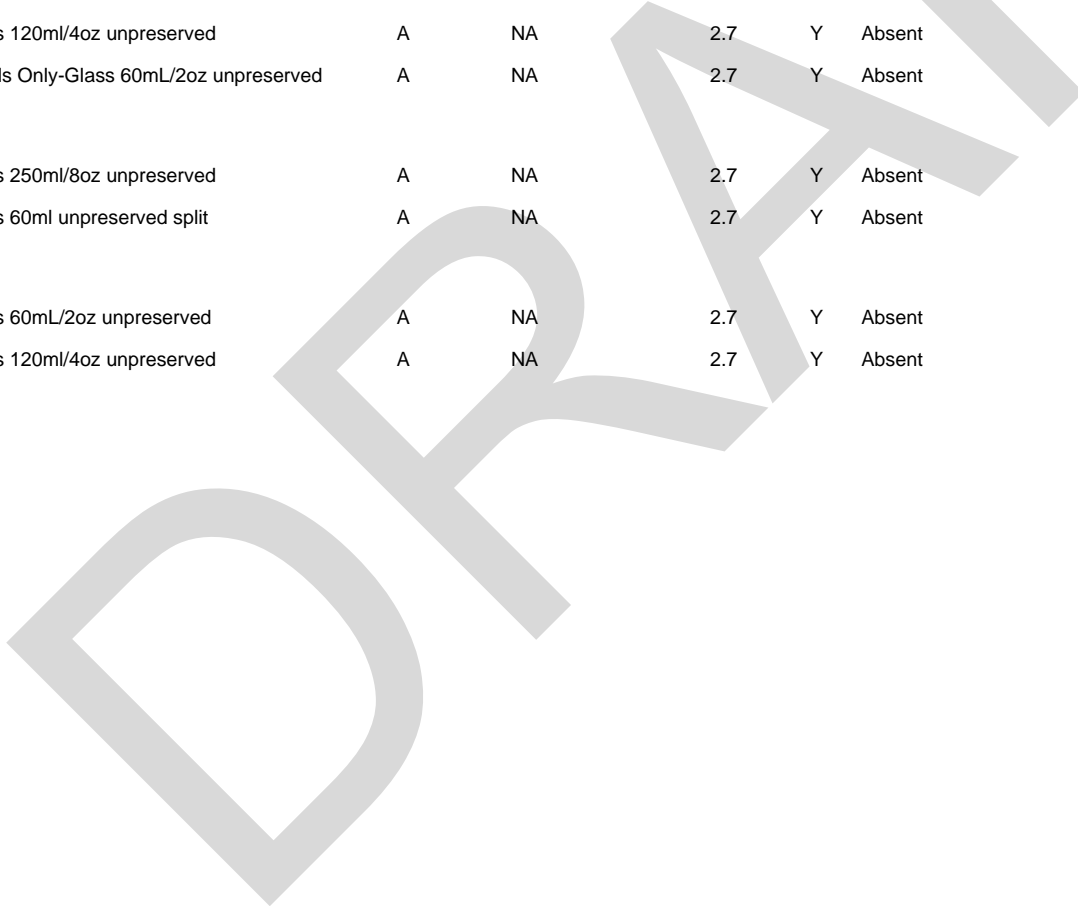 s 120ml/4oz unpreserved A NA 2.7 Y Absent
ls Only-Glass 60mL/2oz unpreserved A NA 2.7 Y Absent
s 250ml/8oz unpreserved A NA 2.7 Y Absent
s 60ml unpreserved split A NA 2.7 Y Absent
s 60mL/2oz unpreserved A NA 2.7 Y Absent
s 120ml/4oz unpreserved A NA 2.7 Y Absent
DRA